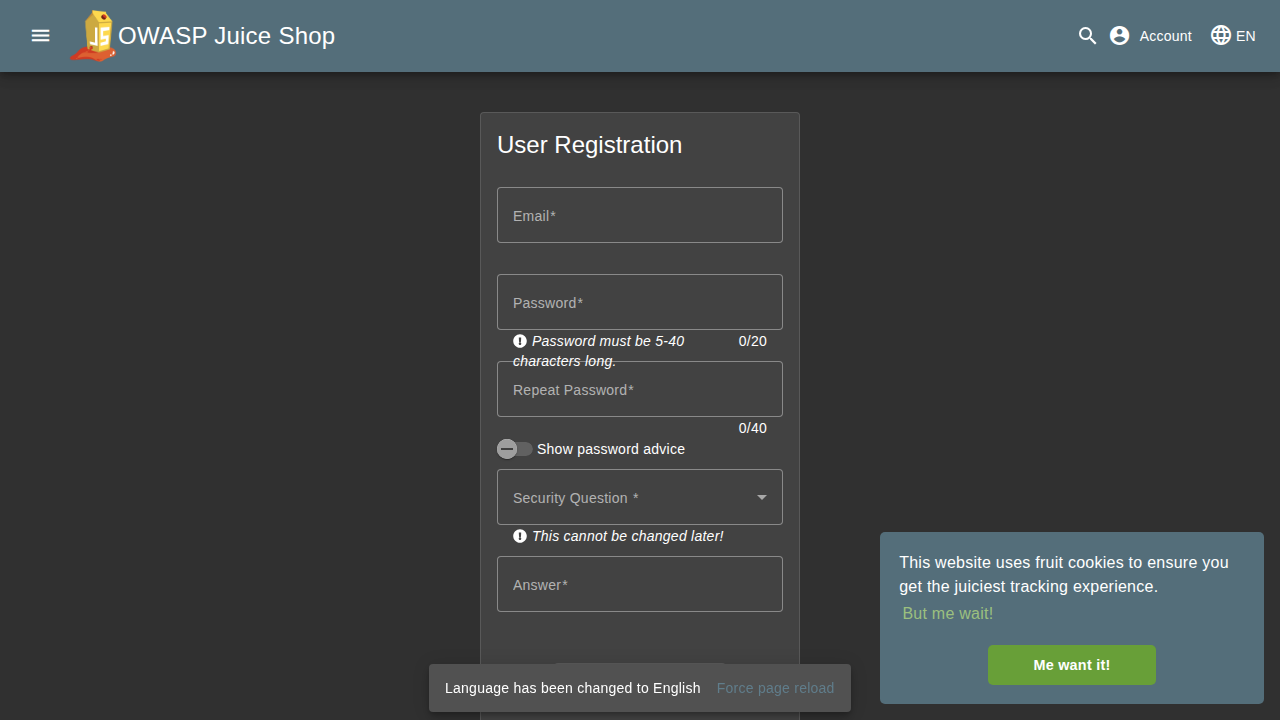 OWASP Juice Shop
Account
EN
User Registration
Email*
Password*
Password must be 5-40
characters long.
0/20
Repeat Password*
0/40
Show password advice
Security Question *
This cannot be changed later!
Answer*
This website uses fruit cookies to ensure you
get the juiciest tracking experience.
But me wait!
Me want it!
Language has been changed to English Force page reload